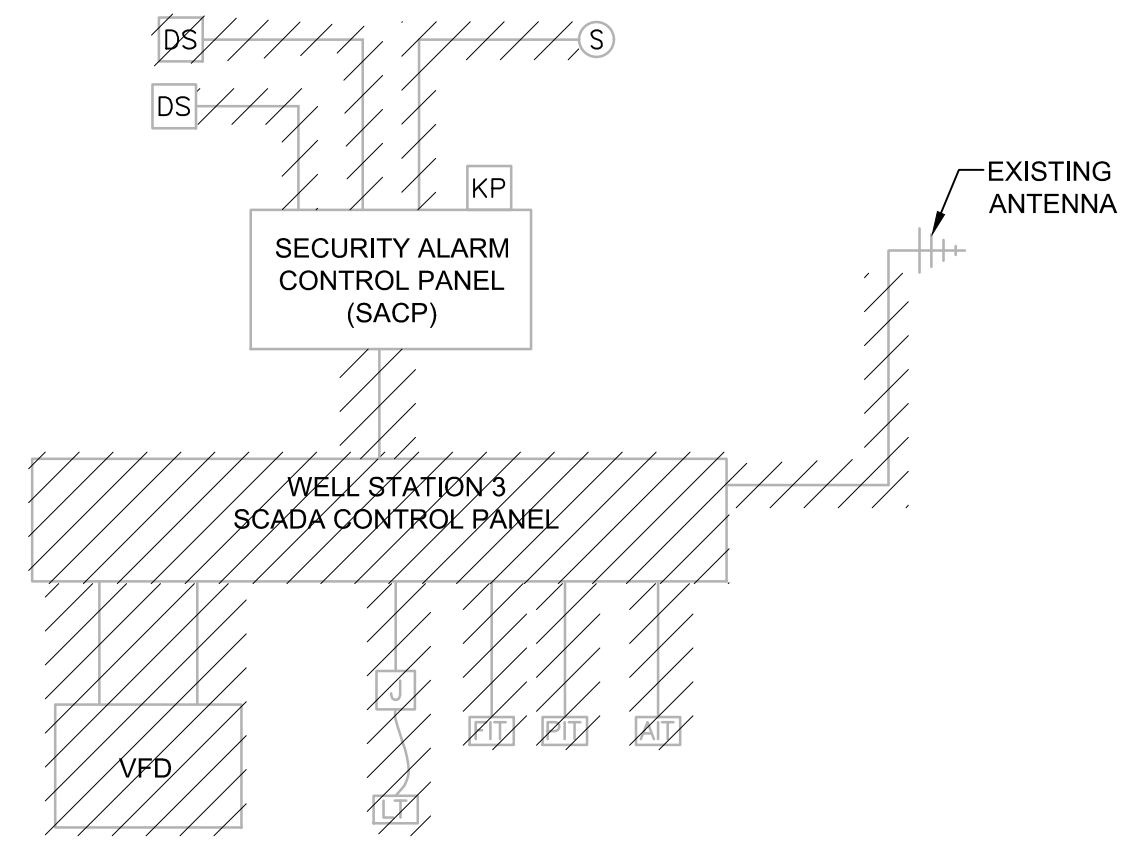 DS
S
DS
KP
EXISTING
ANTENNA
SECURITY ALARM
CONTROL PANEL
(SACP)
WELL STATION 3
SCADA CONTROL PANEL
J
FIT
PIT
AIT
VFD
LT